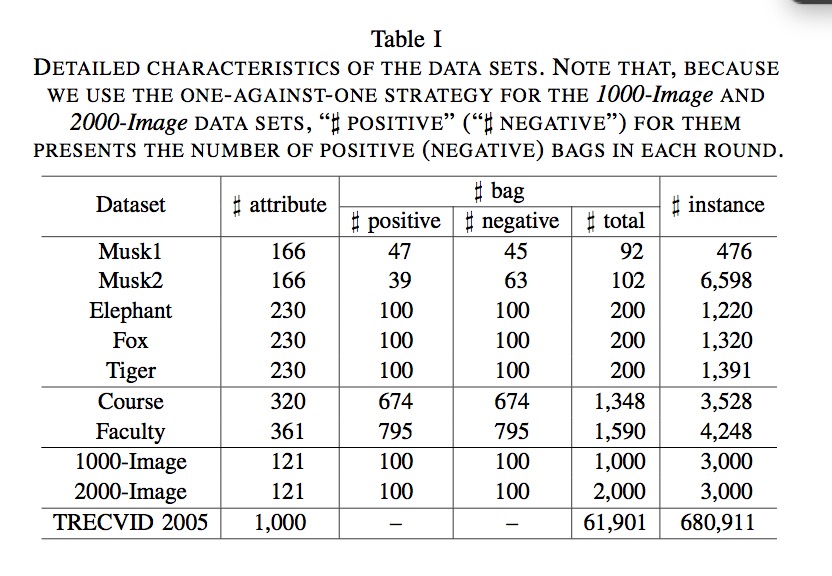 Table I
DETAILED CHARACTERISTICS OF THE DATA SETS. NOTE THAT, BECAUSE
WE USE THE ONE-AGAINST-ONE STRATEGY FOR THE 1000-Image AND
2000-Image DATA SETS, “♯ POSITIVE” (“♯ NEGATIVE”) FOR THEM
PRESENTS THE NUMBER OF POSITIVE (NEGATIVE) BAGS IN EACH ROUND.
Dataset ♯ attribute ♯ bag ♯ instance
♯ positive ♯ negative ♯ total
Musk1 166 47 45 92 476
Musk2 166 39 63 102 6,598
Elephant 230 100 100 200 1,220
Fox 230 100 100 200 1,320
Tiger 230 100 100 200 1,391
Course 320 674 674 1,348 3,528
Faculty 361 795 795 1,590 4,248
1000-Image 121 100 100 1,000 3,000
2000-Image 121 100 100 2,000 3,000
TRECVID 2005 1,000 – – 61,901 680,911